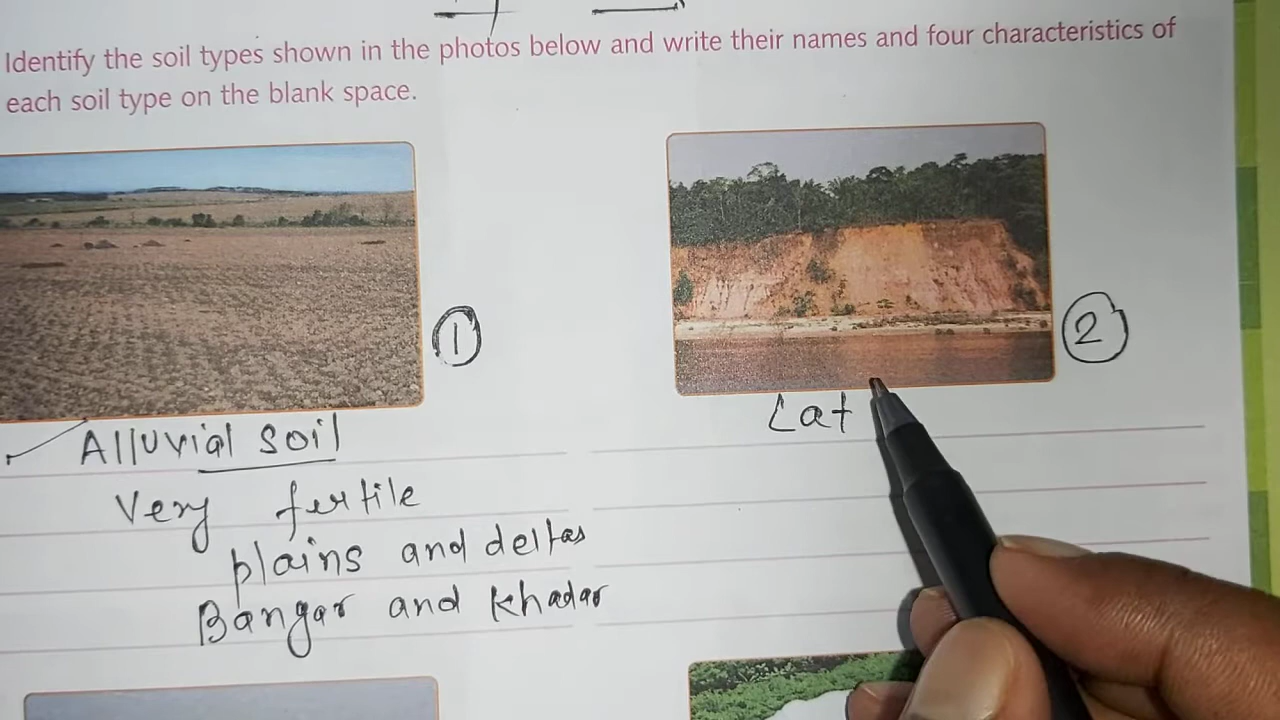 Identify the soil types shown in the photos below and write their names and four characteristics of
each soil type on the blank space.
1
2
Lat
Alluvial soil
Very fertile
plains and deltas
Bangar and khadar